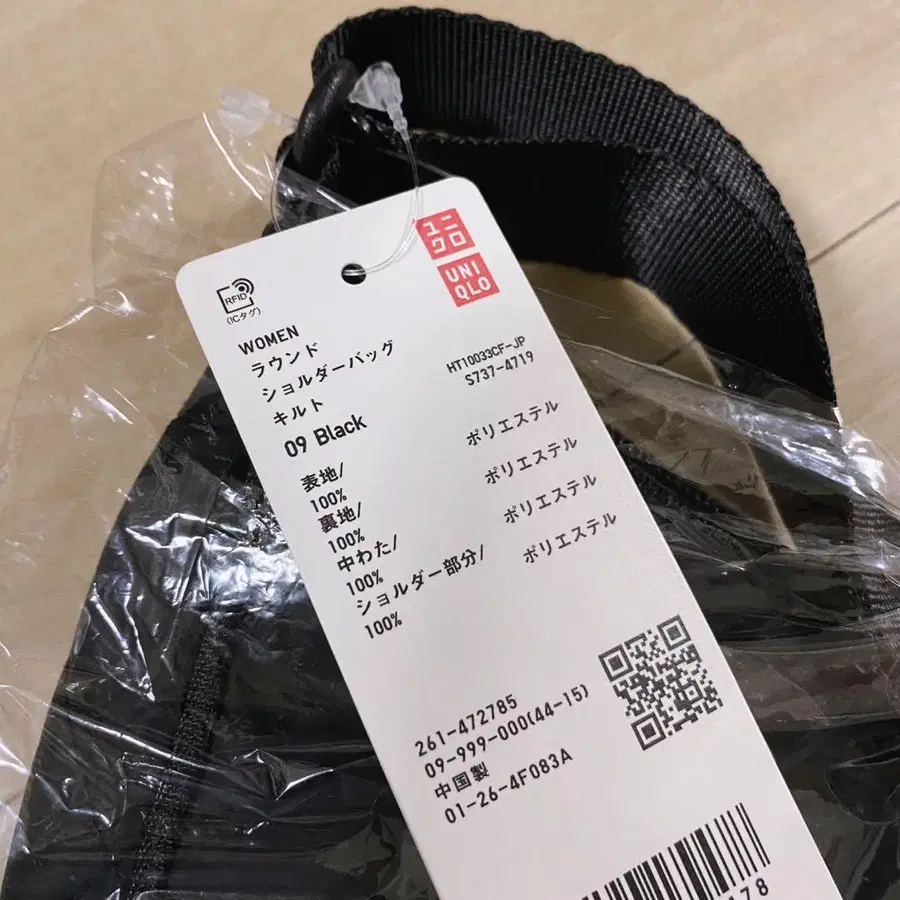 ユニ
クロ
UNI
QLO
RFID
(ICタグ)
WOMEN
ラウンド
ショルダーバッグ
キルト
HT10033CF-JP
S737-4719
09 Black
表地/ ポリエステル
100%
裏地/ ポリエステル
100%
中わた/ ポリエステル
100%
ショルダー部分/ ポリエステル
100%
261-472785
09-999-000(44-15)
中国製
01-26-4F083A
178